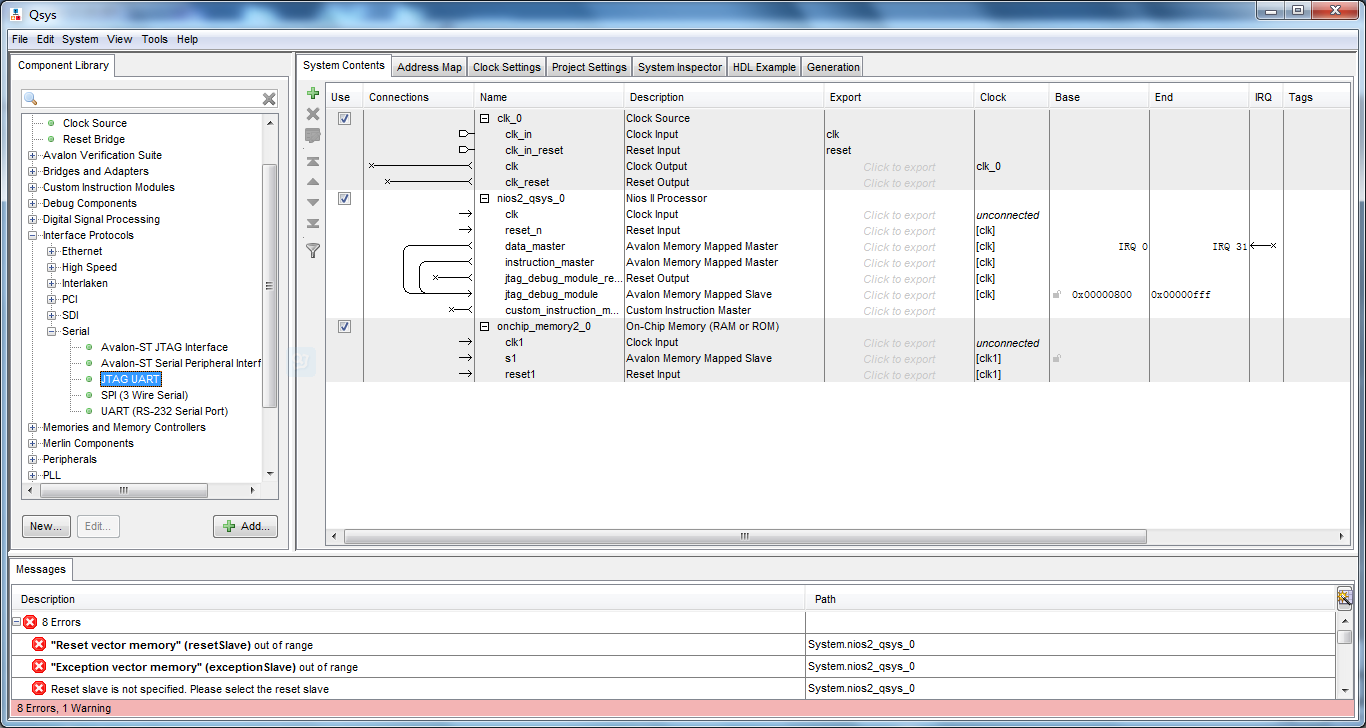 Qsys
File Edit System View Tools Help
Component Library
Clock Source
Reset Bridge
Avalon Verification Suite
Bridges and Adapters
Custom Instruction Modules
Debug Components
Digital Signal Processing
Interface Protocols
Ethernet
High Speed
Interlaken
PCI
SDI
Serial
Avalon-ST JTAG Interface
Avalon-ST Serial Peripheral Interf
JTAG UART
SPI (3 Wire Serial)
UART (RS-232 Serial Port)
Memories and Memory Controllers
Merlin Components
Peripherals
PLL
New... Edit... Add...
System Contents Address Map Clock Settings Project Settings System Inspector HDL Example Generation
Use Connections Name Description Export Clock Base End IRQ Tags
clk_0 Clock Source
clk_in Clock Input clk
clk_in_reset Reset Input reset
clk Clock Output Click to export clk_0
clk_reset Reset Output Click to export
nios2_qsys_0 Nios II Processor
clk Clock Input Click to export unconnected
reset_n Reset Input Click to export [clk]
data_master Avalon Memory Mapped Master Click to export [clk] IRQ 0 IRQ 31
instruction_master Avalon Memory Mapped Master Click to export [clk]
jtag_debug_module_re... Reset Output Click to export [clk]
jtag_debug_module Avalon Memory Mapped Slave Click to export [clk] 0x00000800 0x00000fff
custom_instruction_m... Custom Instruction Master Click to export
onchip_memory2_0 On-Chip Memory (RAM or ROM)
clk1 Clock Input Click to export unconnected
s1 Avalon Memory Mapped Slave Click to export [clk1]
reset1 Reset Input Click to export [clk1]
Messages
Description Path
8 Errors
"Reset vector memory" (resetSlave) out of range System.nios2_qsys_0
"Exception vector memory" (exceptionSlave) out of range System.nios2_qsys_0
Reset slave is not specified. Please select the reset slave System.nios2_qsys_0
8 Errors, 1 Warning